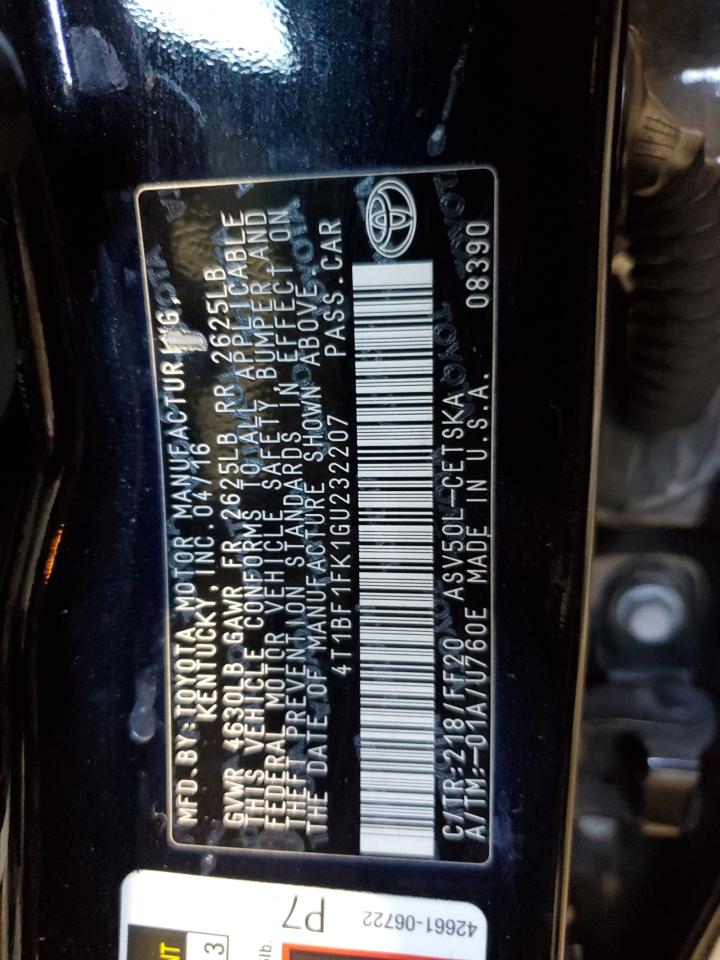 MFD. BY: TOYOTA MOTOR MANUFACTURING,
KENTUCKY, INC. 04/16
GVWR 4630LB GAWR FR 2625LB RR 2625LB
THIS VEHICLE CONFORMS TO ALL APPLICABLE
FEDERAL MOTOR VEHICLE SAFETY, BUMPER AND
THEFT PREVENTION STANDARDS IN EFFECT ON
THE DATE OF MANUFACTURE SHOWN ABOVE.
4T1BF1FK1GU232207 PASS.CAR
C/TR:218/FF20 ASV50L-CETSKA
A/TM:-01A/U760E MADE IN U.S.A. 08390
P7
42661-06722
3